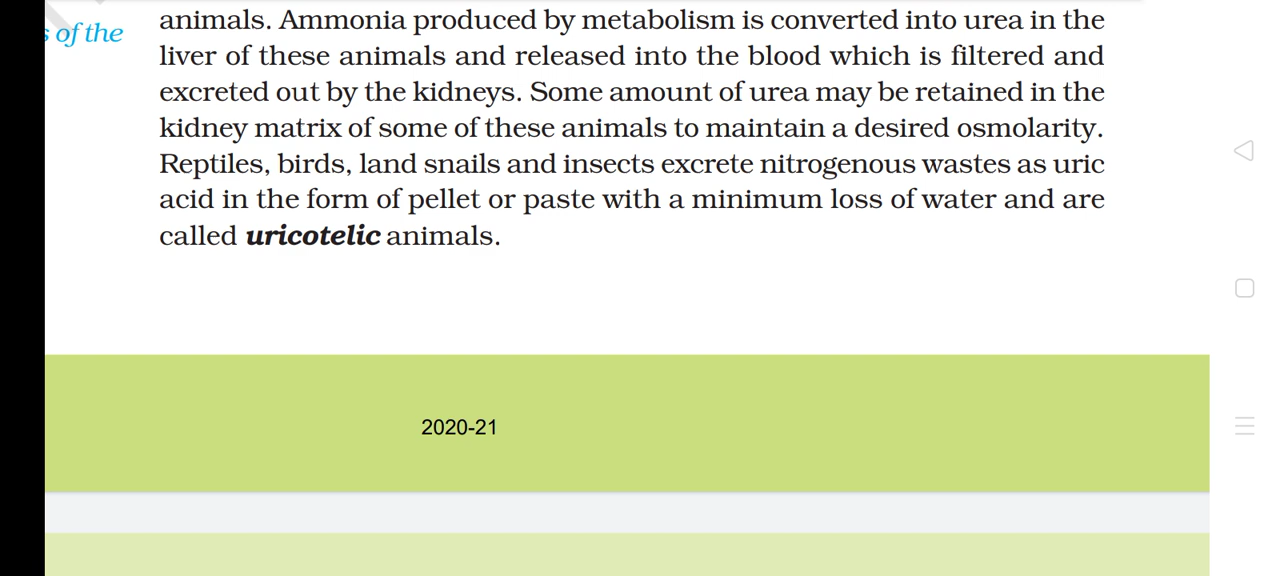 animals. Ammonia produced by metabolism is converted into urea in the
of the
liver of these animals and released into the blood which is filtered and
excreted out by the kidneys. Some amount of urea may be retained in the
kidney matrix of some of these animals to maintain a desired osmolarity.
Reptiles, birds, land snails and insects excrete nitrogenous wastes as uric
acid in the form of pellet or paste with a minimum loss of water and are
called uricotelic animals.
2020-21